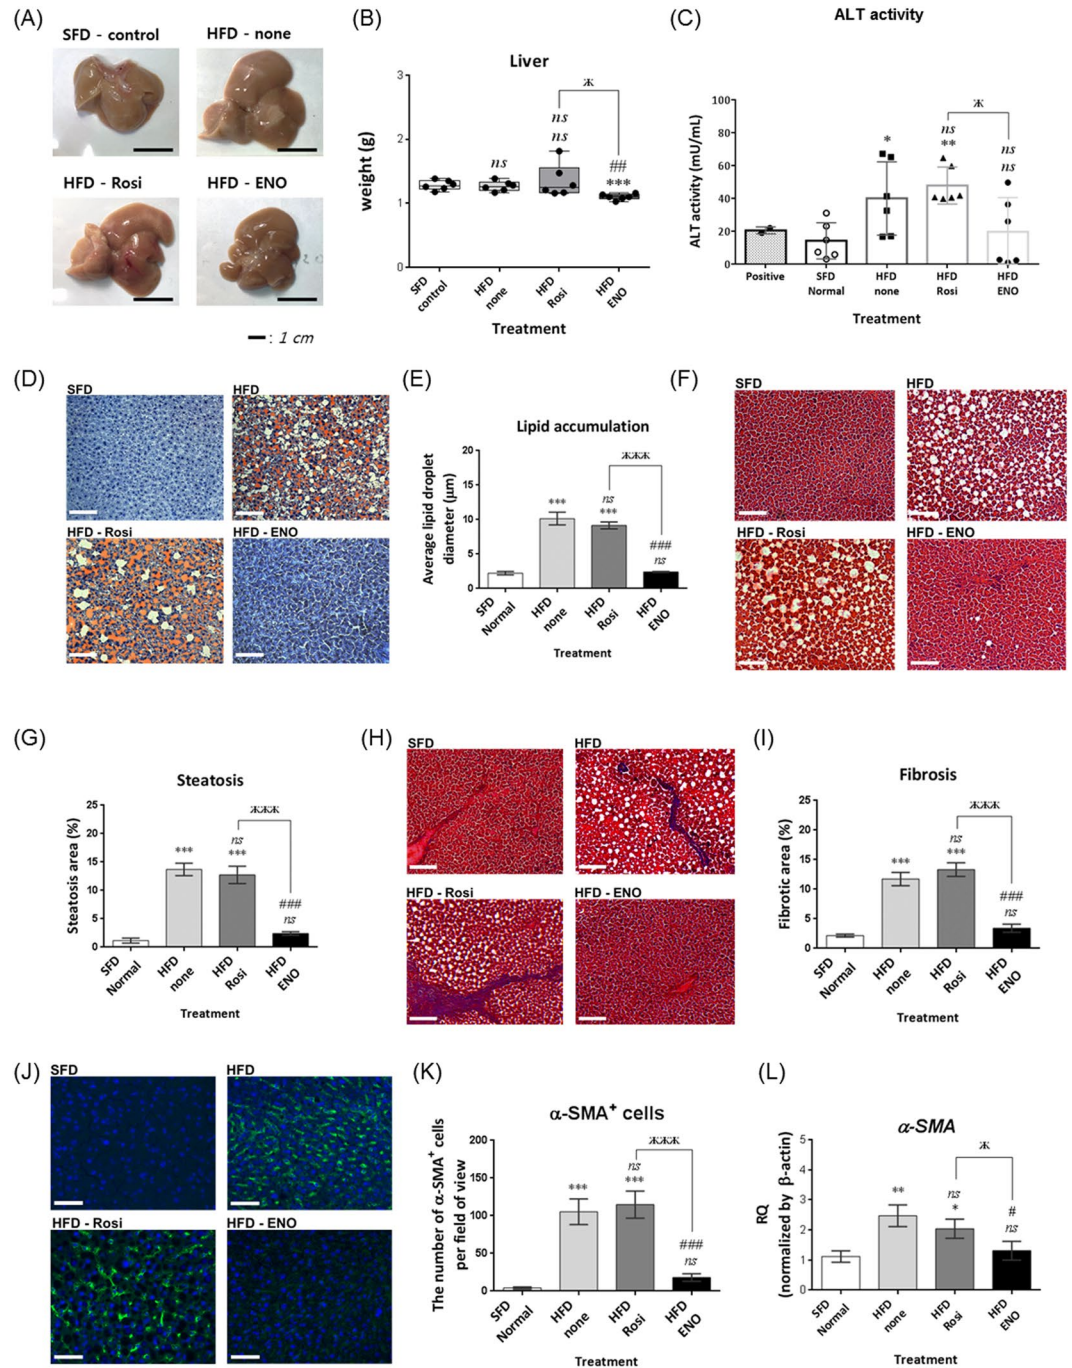 (A)
SFD - control
HFD - none
HFD - Rosi
HFD - ENO
: 1 cm
(B)
Liver
weight (g)
3
2
1
0
ns
ns
ns
ж
##
***
SFD control
HFD none
HFD Rosi
HFD ENO
Treatment
(C)
ALT activity
ALT activity (mU/mL)
100
80
60
40
20
0
*
ns
**
ж
ns
ns
Positive
SFD Normal
HFD none
HFD Rosi
HFD ENO
Treatment
(D)
SFD
HFD
HFD - Rosi
HFD - ENO
(E)
Lipid accumulation
Average lipid droplet
diameter (μm)
20
15
10
5
0
***
ns
***
жжж
###
ns
SFD Normal
HFD none
HFD Rosi
HFD ENO
Treatment
(F)
SFD
HFD
HFD - Rosi
HFD - ENO
(G)
Steatosis
Steatosis area (%)
25
20
15
10
5
0
***
ns
***
жжж
###
ns
SFD Normal
HFD none
HFD Rosi
HFD ENO
Treatment
(H)
SFD
HFD
HFD - Rosi
HFD - ENO
(I)
Fibrosis
Fibrotic area (%)
25
20
15
10
5
0
***
ns
***
жжж
###
ns
SFD Normal
HFD none
HFD Rosi
HFD ENO
Treatment
(J)
SFD
HFD
HFD - Rosi
HFD - ENO
(K)
α-SMA⁺ cells
The number of α-SMA⁺ cells
per field of view
200
150
100
50
0
***
ns
***
жжж
###
ns
SFD Normal
HFD none
HFD Rosi
HFD ENO
Treatment
(L)
α-SMA
RQ
(normalized by β-actin)
5
4
3
2
1
0
**
ns
*
ж
#
ns
SFD Normal
HFD none
HFD Rosi
HFD ENO
Treatment